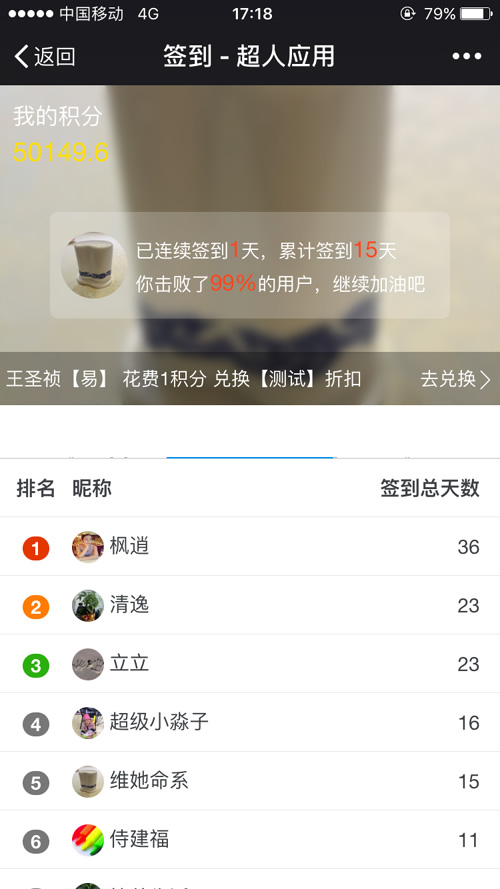 中国移动 4G 17:18 79%
返回 签到 - 超人应用
我的积分
50149.6
已连续签到1天，累计签到15天
你击败了99%的用户，继续加油吧
王圣祯【易】 花费1积分 兑换【测试】折扣 去兑换
排名 昵称 签到总天数
1 枫逍 36
2 清逸 23
3 立立 23
4 超级小淼子 16
5 维她命系 15
6 侍建福 11